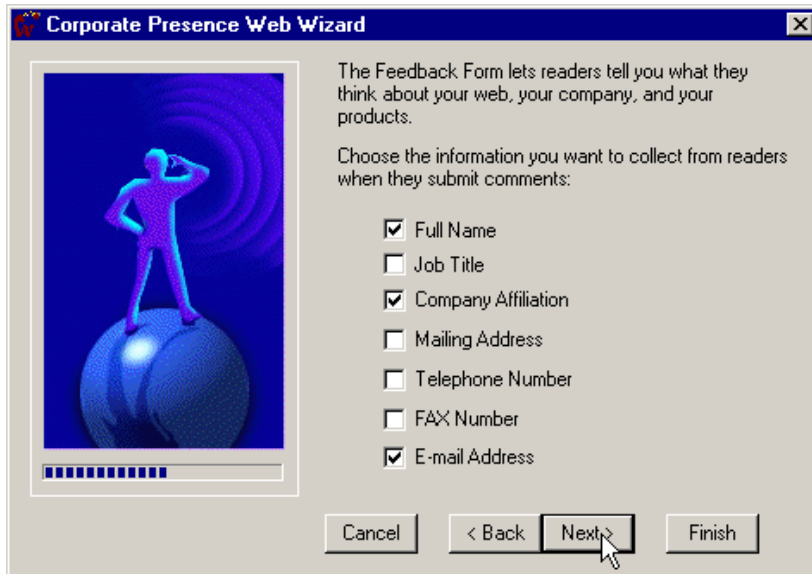 Corporate Presence Web Wizard
The Feedback Form lets readers tell you what they
think about your web, your company, and your
products.
Choose the information you want to collect from readers
when they submit comments:
Full Name
Job Title
Company Affiliation
Mailing Address
Telephone Number
FAX Number
E-mail Address
Cancel
< Back
Next >
Finish